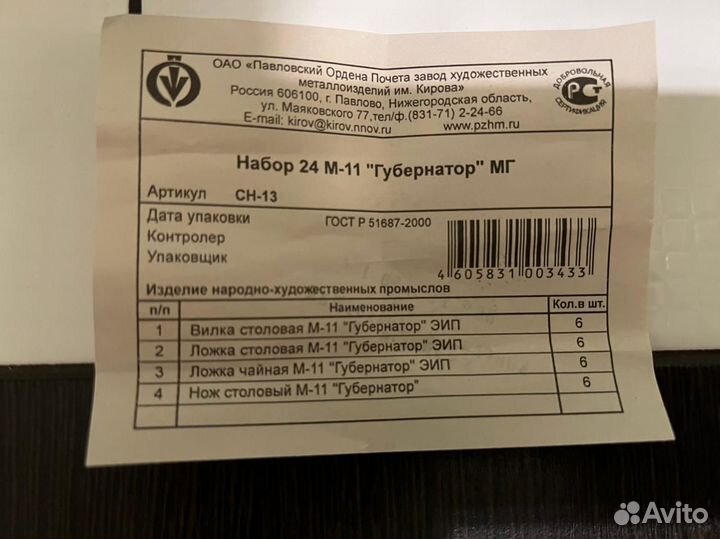 ОАО «Павловский Ордена Почета завод художественных
металлоизделий им. Кирова»
Россия 606100, г. Павлово, Нижегородская область,
ул. Маяковского 77,тел/ф.(831-71) 2-24-66
E-mail: kirov@kirov.nnov.ru www.pzhm.ru
ДОБРОВОЛЬНАЯ
РСТ
СЕРТИФИКАЦИЯ
Набор 24 М-11 "Губернатор" МГ
Артикул СН-13
Дата упаковки ГОСТ Р 51687-2000
Контролер
Упаковщик
4 605831 003433
Изделие народно-художественных промыслов
п/п Наименование Кол.в шт.
1 Вилка столовая М-11 "Губернатор" ЭИП 6
2 Ложка столовая М-11 "Губернатор" ЭИП 6
3 Ложка чайная М-11 "Губернатор" ЭИП 6
4 Нож столовый М-11 "Губернатор" 6
Avito